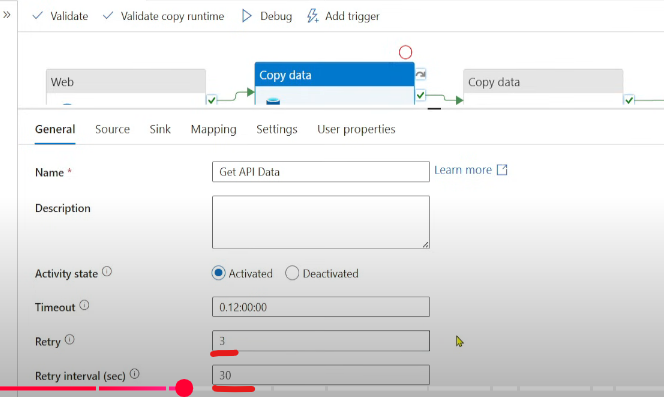 » Validate Validate copy runtime Debug Add trigger
Web Copy data Copy data
General Source Sink Mapping Settings User properties
Name * Get API Data Learn more
Description
Activity state Activated Deactivated
Timeout 0.12:00:00
Retry 3
Retry interval (sec) 30